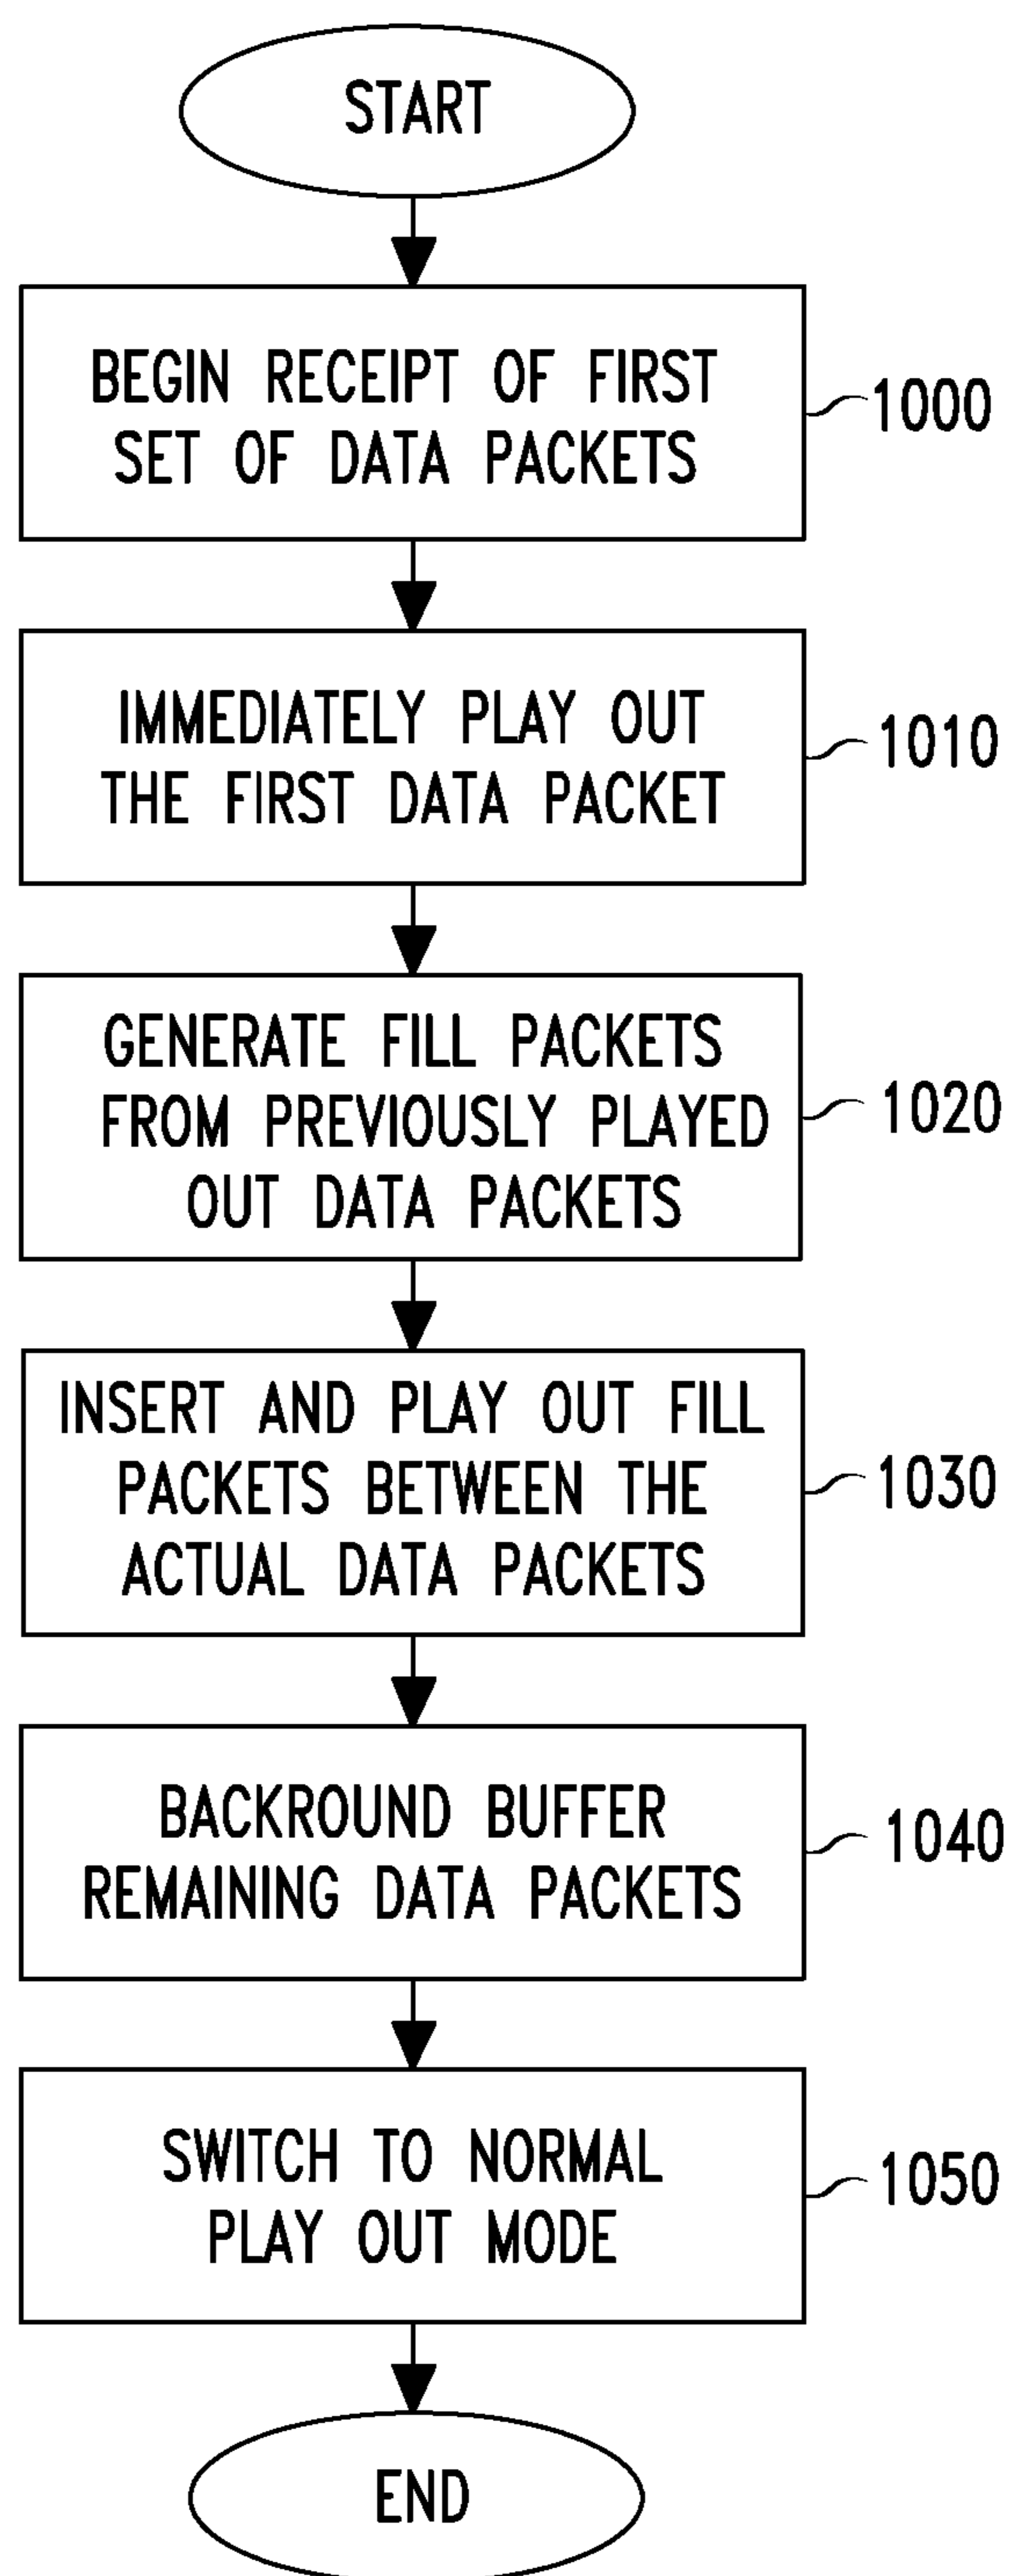 START
BEGIN RECEIPT OF FIRST
SET OF DATA PACKETS
1000
IMMEDIATELY PLAY OUT
THE FIRST DATA PACKET
1010
GENERATE FILL PACKETS
FROM PREVIOUSLY PLAYED
OUT DATA PACKETS
1020
INSERT AND PLAY OUT FILL
PACKETS BETWEEN THE
ACTUAL DATA PACKETS
1030
BACKROUND BUFFER
REMAINING DATA PACKETS
1040
SWITCH TO NORMAL
PLAY OUT MODE
1050
END